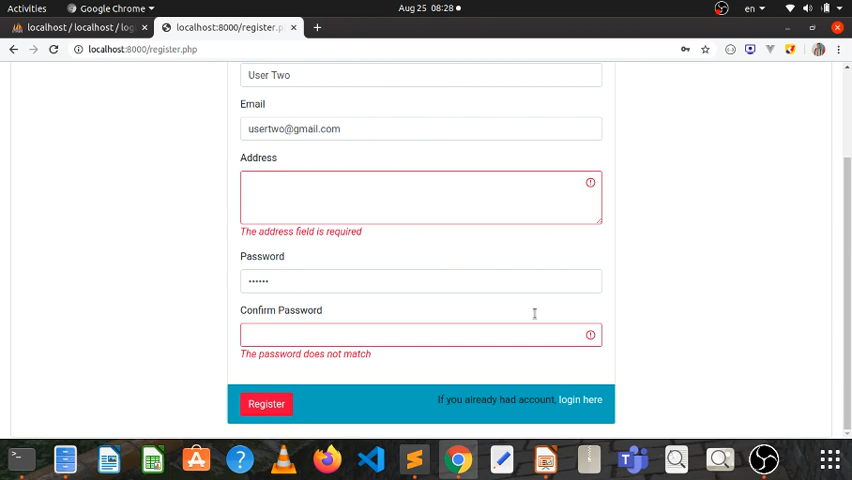 Activities
Google Chrome
Aug 25 08:28
en
localhost / localhost / log
localhost:8000/register.p
localhost:8000/register.php
User Two
Email
usertwo@gmail.com
Address
The address field is required
Password
••••••
Confirm Password
The password does not match
Register
If you already had account, login here